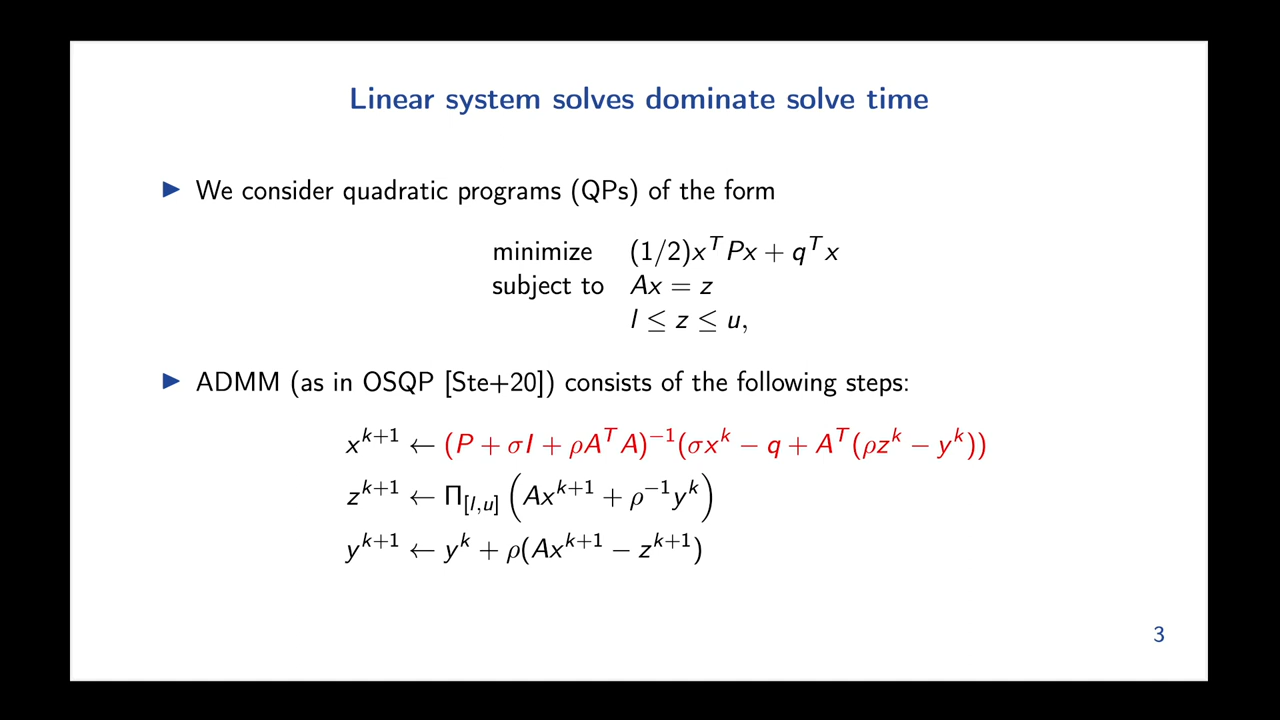 Linear system solves dominate solve time
▶ We consider quadratic programs (QPs) of the form
minimize (1/2)x^T Px + q^T x
subject to Ax = z
l ≤ z ≤ u,
▶ ADMM (as in OSQP [Ste+20]) consists of the following steps:
x^{k+1} ← (P + σI + ρA^T A)^{−1}(σx^k − q + A^T(ρz^k − y^k))
z^{k+1} ← Π_{[l,u]} (Ax^{k+1} + ρ^{−1}y^k)
y^{k+1} ← y^k + ρ(Ax^{k+1} − z^{k+1})
3